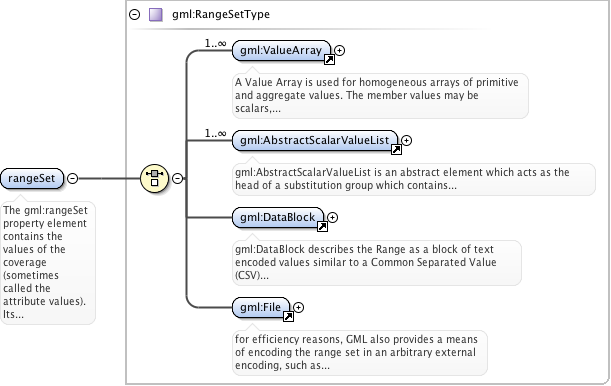 gml:RangeSetType
1..∞
gml:ValueArray
A Value Array is used for homogeneous arrays of primitive
and aggregate values. The member values may be
scalars,...
1..∞
gml:AbstractScalarValueList
gml:AbstractScalarValueList is an abstract element which acts as the
head of a substitution group which contains...
rangeSet
The gml:rangeSet
property element
contains the
values of the
coverage
(sometimes
called the
attribute values).
Its...
gml:DataBlock
gml:DataBlock describes the Range as a block of text
encoded values similar to a Common Separated Value
(CSV)...
gml:File
for efficiency reasons, GML also provides a means
of encoding the range set in an arbitrary external
encoding, such as...